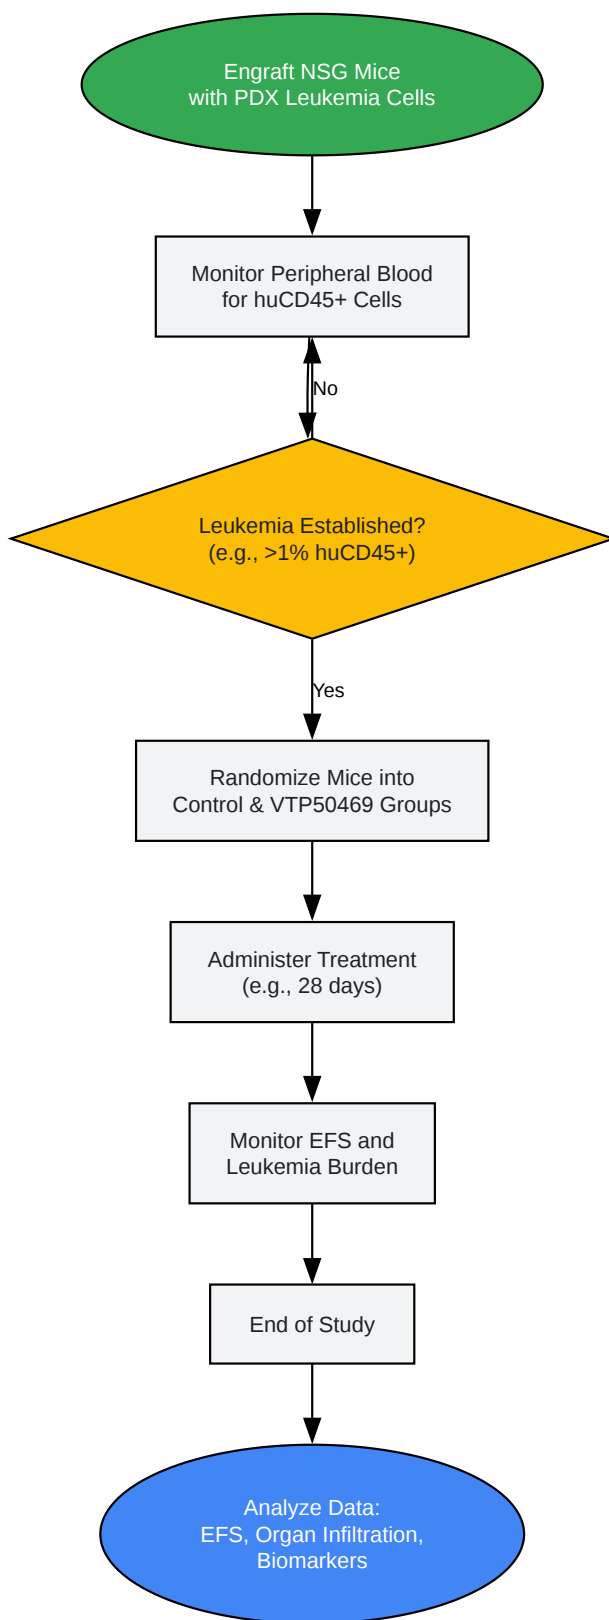 Engraft NSG Mice
with PDX Leukemia Cells
Monitor Peripheral Blood
for huCD45+ Cells
No
Leukemia Established?
(e.g., >1% huCD45+)
Yes
Randomize Mice into
Control & VTP50469 Groups
Administer Treatment
(e.g., 28 days)
Monitor EFS and
Leukemia Burden
End of Study
Analyze Data:
EFS, Organ Infiltration,
Biomarkers